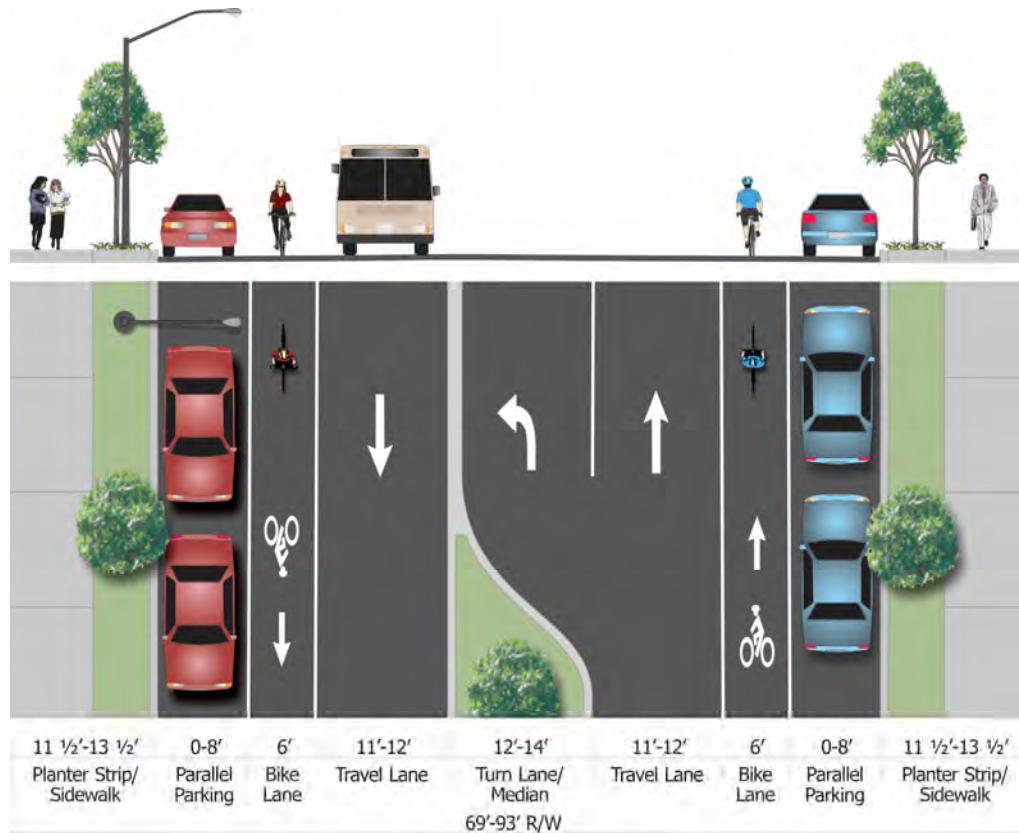 11 ½'-13 ½' 0-8' 6' 11'-12' 12'-14' 11'-12' 6' 0-8' 11 ½'-13 ½'
Planter Strip/ Parallel Bike Travel Lane Turn Lane/ Travel Lane Bike Parallel Planter Strip/
Sidewalk Parking Lane Median Lane Parking Sidewalk
69'-93' R/W